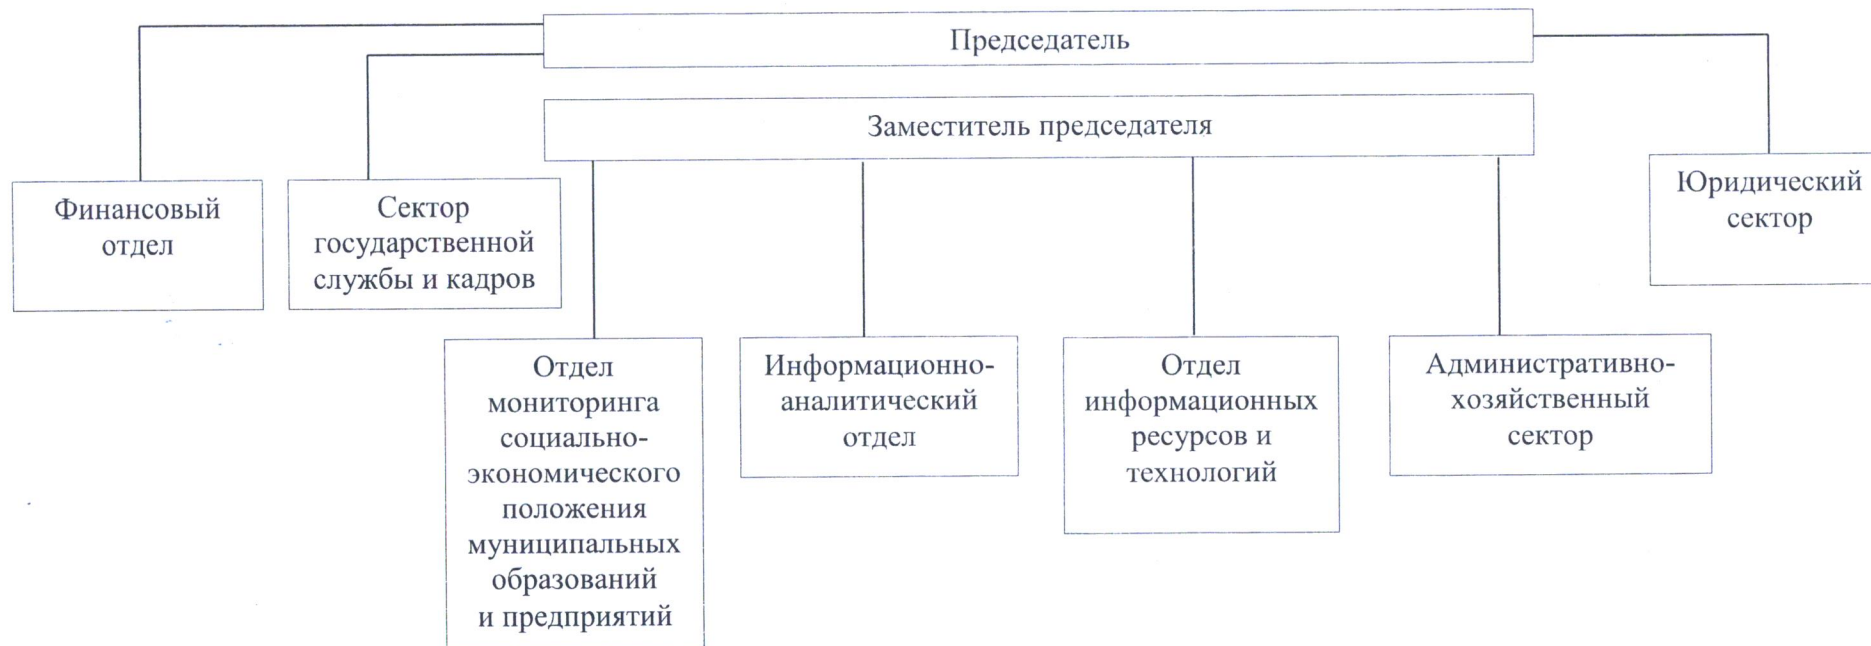 Председатель
Заместитель председателя
Финансовый
отдел
Сектор
государственной
службы и кадров
Юридический
сектор
Отдел
мониторинга
социально-
экономического
положения
муниципальных
образований
и предприятий
Информационно-
аналитический
отдел
Отдел
информационных
ресурсов и
технологий
Административно-
хозяйственный
сектор